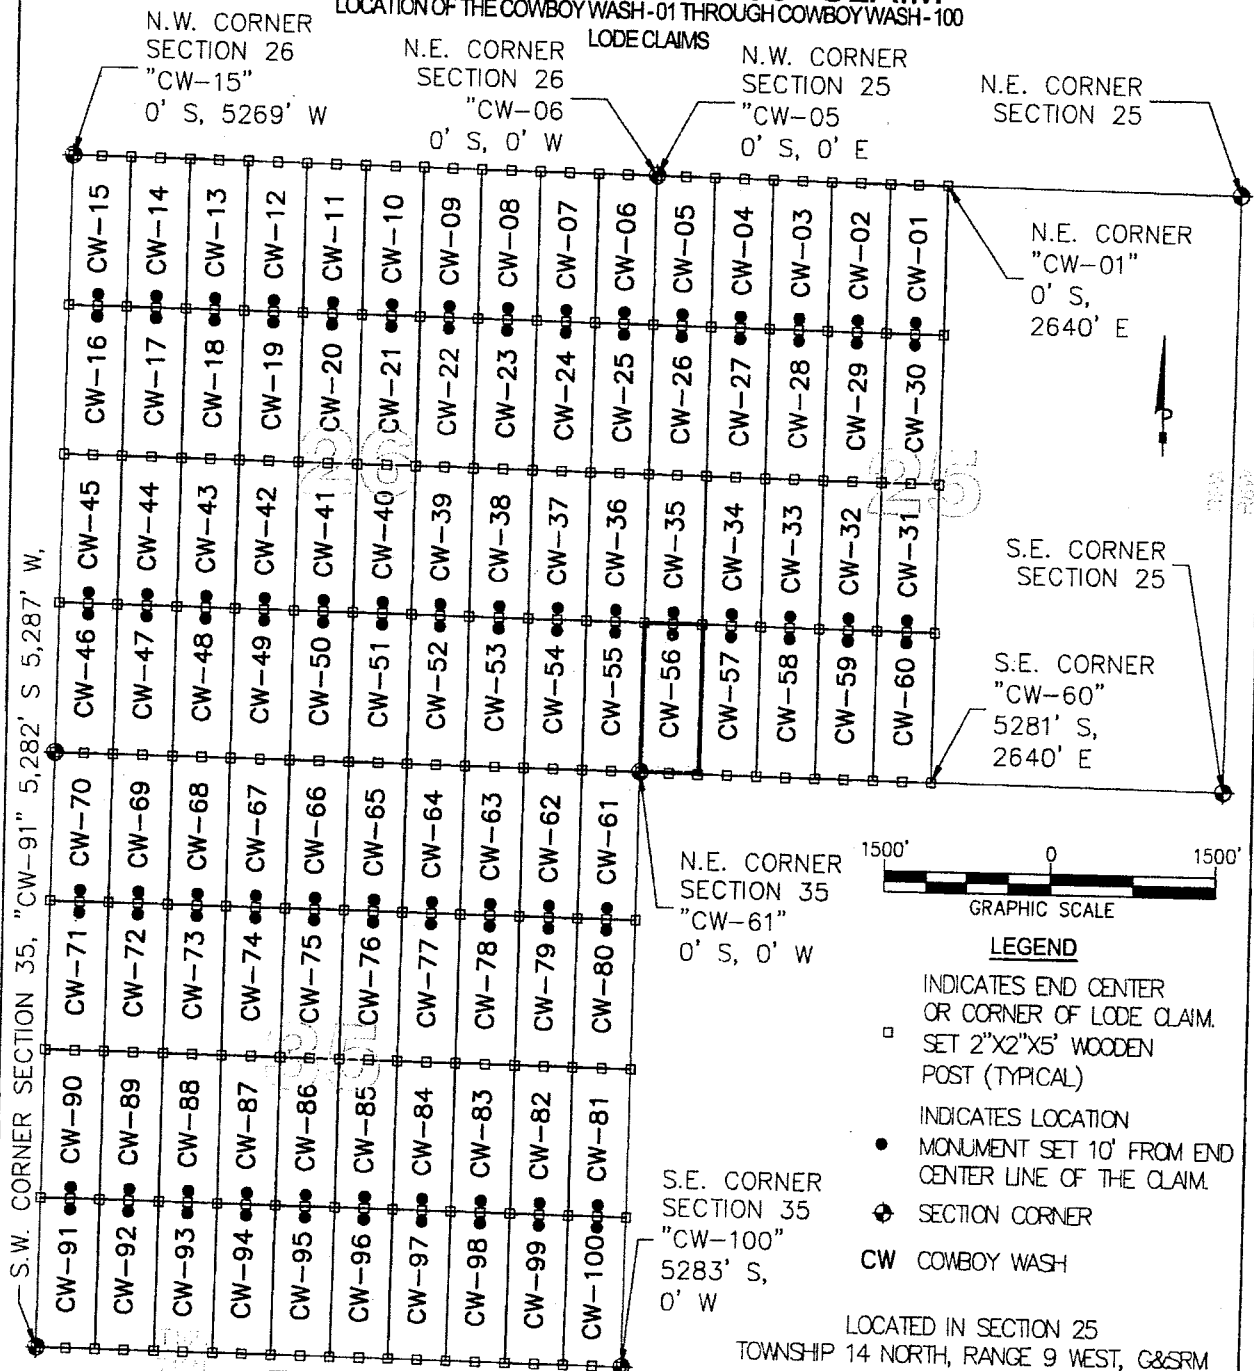 LOCATION OF THE COWBOY WASH-01 THROUGH COWBOY WASH-100
LODE CLAIMS
N.W. CORNER
SECTION 26
"CW-15"
0' S, 5269' W
N.E. CORNER
SECTION 26
"CW-06
0' S, 0' W
N.W. CORNER
SECTION 25
"CW-05
0' S, 0' E
N.E. CORNER
SECTION 25
CW-15 CW-14 CW-13 CW-12 CW-11 CW-10 CW-09 CW-08 CW-07 CW-06 CW-05 CW-04 CW-03 CW-02 CW-01
N.E. CORNER
"CW-01"
0' S,
2640' E
CW-16 CW-17 CW-18 CW-19 CW-20 CW-21 CW-22 CW-23 CW-24 CW-25 CW-26 CW-27 CW-28 CW-29 CW-30
26
25
CW-45 CW-44 CW-43 CW-42 CW-41 CW-40 CW-39 CW-38 CW-37 CW-36 CW-35 CW-34 CW-33 CW-32 CW-31
S.E. CORNER
SECTION 25
CW-46 CW-47 CW-48 CW-49 CW-50 CW-51 CW-52 CW-53 CW-54 CW-55 CW-56 CW-57 CW-58 CW-59 CW-60
S.E. CORNER
"CW-60"
5281' S,
2640' E
CW-70 CW-69 CW-68 CW-67 CW-66 CW-65 CW-64 CW-63 CW-62 CW-61
N.E. CORNER
SECTION 35
"CW-61"
0' S, 0' W
CW-71 CW-72 CW-73 CW-74 CW-75 CW-76 CW-77 CW-78 CW-79 CW-80
35
CW-90 CW-89 CW-88 CW-87 CW-86 CW-85 CW-84 CW-83 CW-82 CW-81
CW-91 CW-92 CW-93 CW-94 CW-95 CW-96 CW-97 CW-98 CW-99 CW-100
S.W. CORNER SECTION 35, "CW-91" 5,282' S 5,287' W,
S.E. CORNER
SECTION 35
"CW-100"
5283' S,
0' W
1500' 0 1500'
GRAPHIC SCALE
LEGEND
INDICATES END CENTER
OR CORNER OF LODE CLAIM.
SET 2"X2"X5' WOODEN
POST (TYPICAL)
INDICATES LOCATION
MONUMENT SET 10' FROM END
CENTER LINE OF THE CLAIM.
SECTION CORNER
CW COWBOY WASH
LOCATED IN SECTION 25
TOWNSHIP 14 NORTH, RANGE 9 WEST, G&SRM